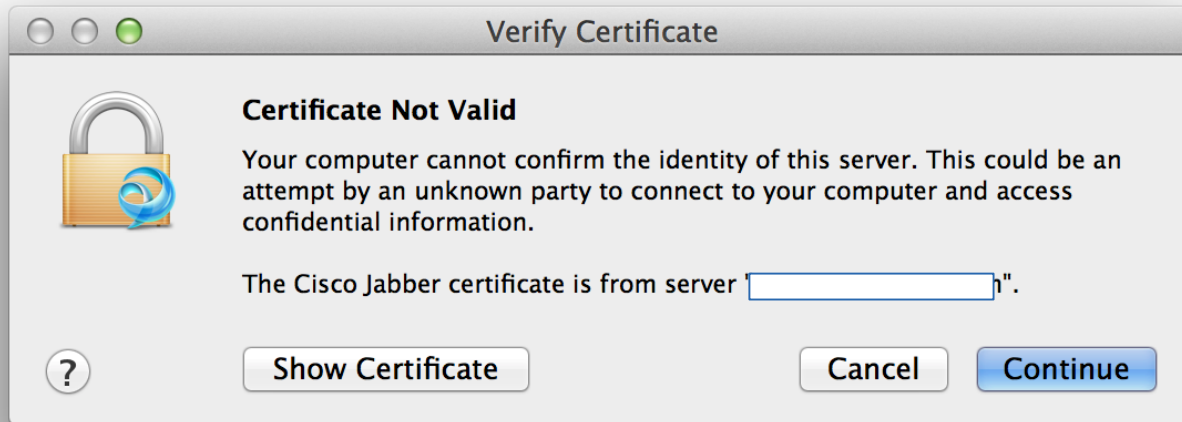 Verify Certificate
Certificate Not Valid
Your computer cannot confirm the identity of this server. This could be an
attempt by an unknown party to connect to your computer and access
confidential information.
The Cisco Jabber certificate is from server " ".
?
Show Certificate
Cancel
Continue